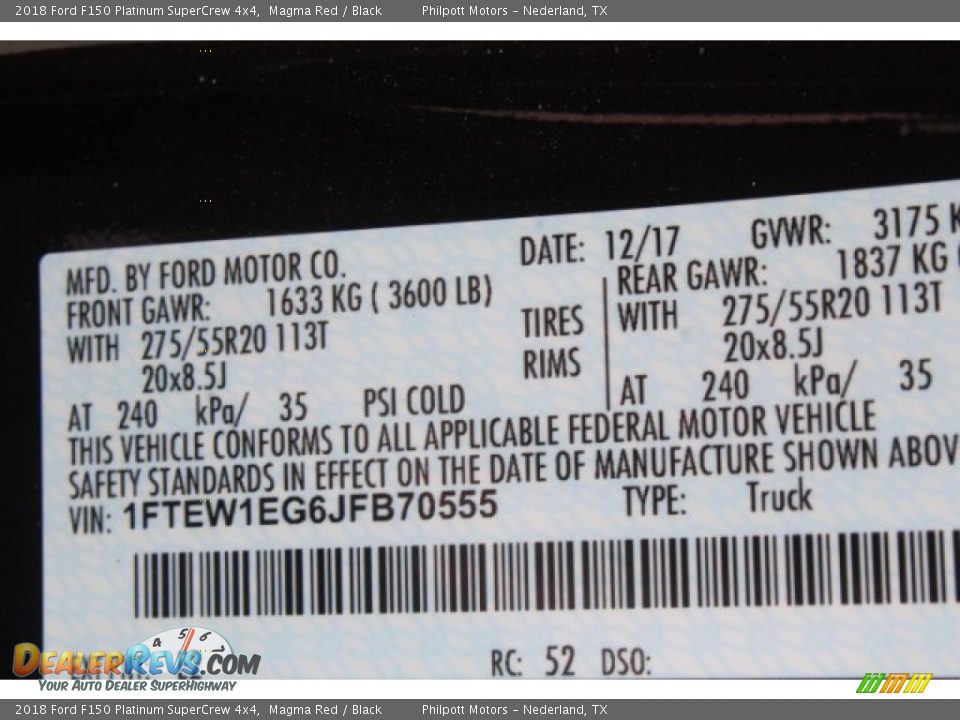 2018 Ford F150 Platinum SuperCrew 4x4, Magma Red / Black Philpott Motors – Nederland, TX
MFD. BY FORD MOTOR CO. DATE: 12/17 GVWR: 3175 K
FRONT GAWR: 1633 KG ( 3600 LB) REAR GAWR: 1837 KG (
WITH 275/55R20 113T TIRES WITH 275/55R20 113T
20x8.5J RIMS 20x8.5J
AT 240 kPa/ 35 PSI COLD AT 240 kPa/ 35
THIS VEHICLE CONFORMS TO ALL APPLICABLE FEDERAL MOTOR VEHICLE
SAFETY STANDARDS IN EFFECT ON THE DATE OF MANUFACTURE SHOWN ABOV
VIN: 1FTEW1EG6JFB70555 TYPE: Truck
RC: 52 DSO:
4 5 6
DEALERREVS.COM
YOUR AUTO DEALER SUPERHIGHWAY
2018 Ford F150 Platinum SuperCrew 4x4, Magma Red / Black Philpott Motors – Nederland, TX